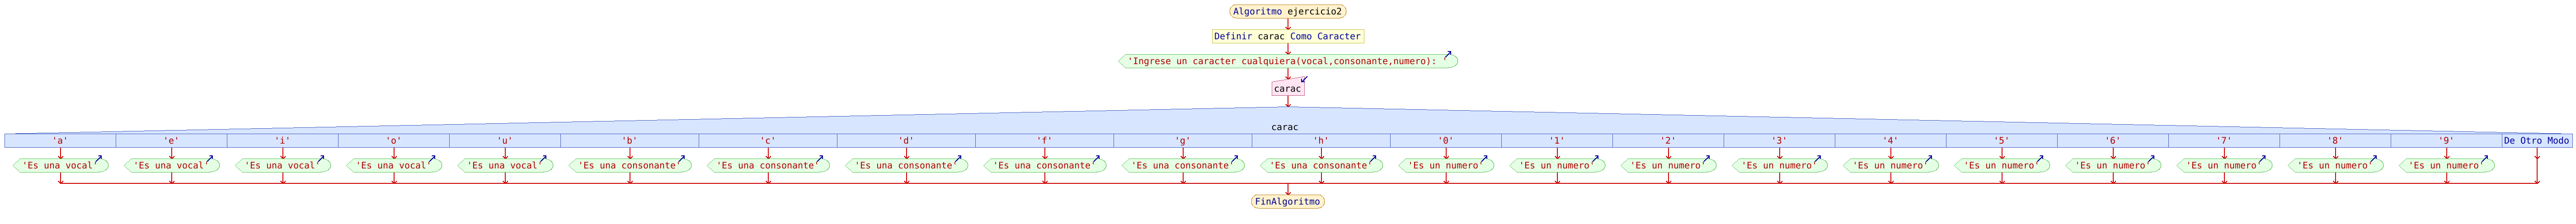 Algoritmo ejercicio2
Definir carac Como Caracter
'Ingrese un caracter cualquiera(vocal,consonante,numero):
carac
carac
'a' 'e' 'i' 'o' 'u' 'b' 'c' 'd' 'f' 'g' 'h' '0' '1' '2' '3' '4' '5' '6' '7' '8' '9' De Otro Modo
'Es una vocal' 'Es una vocal' 'Es una vocal' 'Es una vocal' 'Es una vocal' 'Es una consonante' 'Es una consonante' 'Es una consonante' 'Es una consonante' 'Es una consonante' 'Es una consonante' 'Es un numero' 'Es un numero' 'Es un numero' 'Es un numero' 'Es un numero' 'Es un numero' 'Es un numero' 'Es un numero' 'Es un numero' 'Es un numero'
FinAlgoritmo